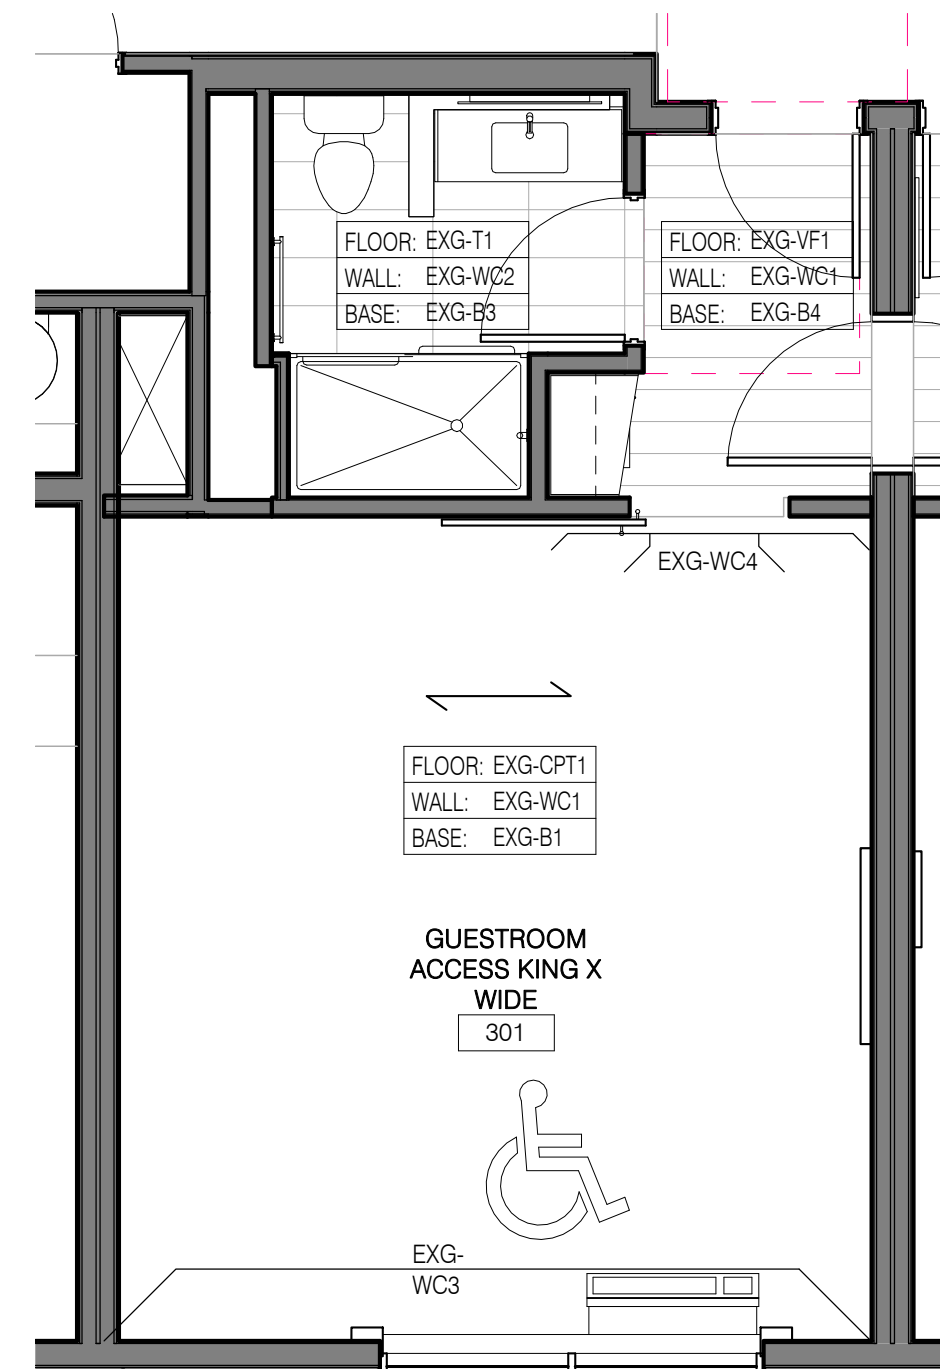 FLOOR: EXG-T1
WALL: EXG-WC2
BASE: EXG-B3
FLOOR: EXG-VF1
WALL: EXG-WC1
BASE: EXG-B4
EXG-WC4
FLOOR: EXG-CPT1
WALL: EXG-WC1
BASE: EXG-B1
GUESTROOM
ACCESS KING X
WIDE
301
EXG-
WC3